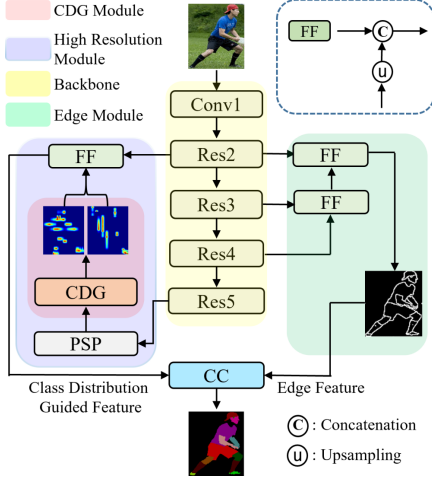 CDG Module
High Resolution
Module
Backbone
Edge Module
FF
C
u
Conv1
FF
Res2
FF
Res3
FF
Res4
CDG
Res5
PSP
CC
Class Distribution
Guided Feature
Edge Feature
C : Concatenation
u : Upsampling